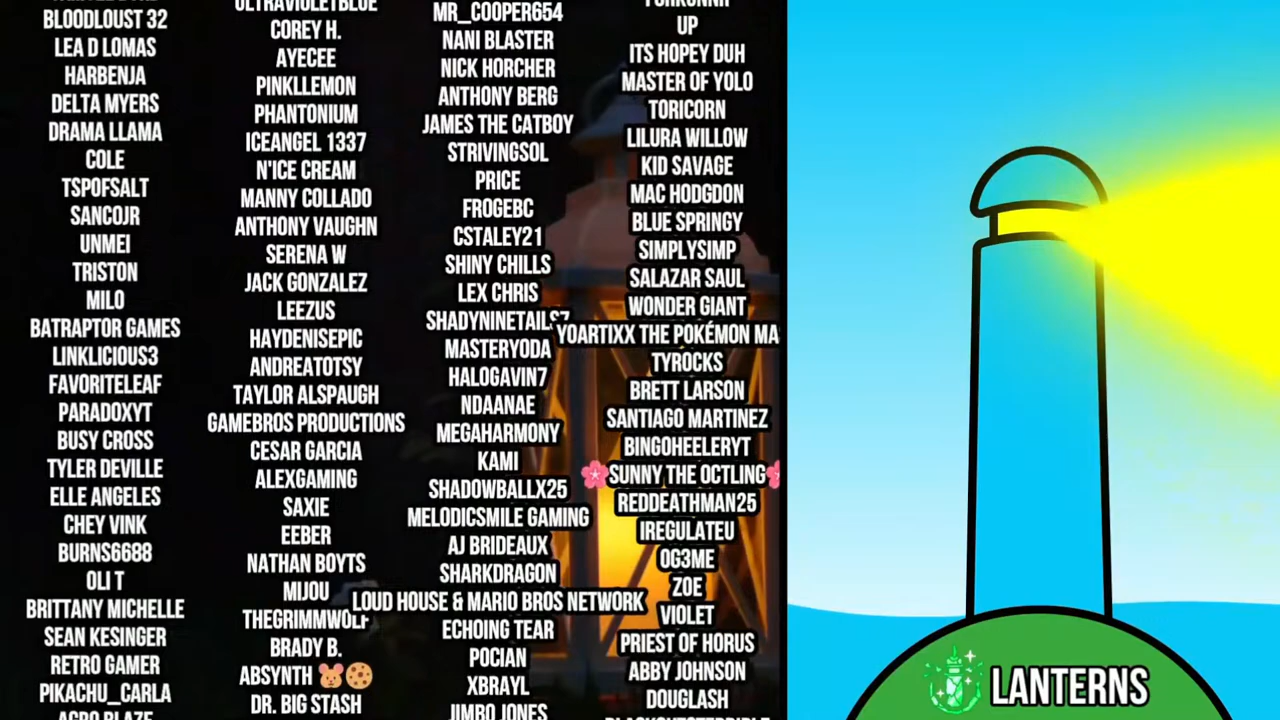 BLOODLOUST 32
LEA D LOMAS
HARBENJA
DELTA MYERS
DRAMA LLAMA
COLE
TSPOFSALT
SANCOJR
UNMEI
TRISTON
MILO
BATRAPTOR GAMES
LINKLICIOUS3
FAVORITELEAF
PARADOXYT
BUSY CROSS
TYLER DEVILLE
ELLE ANGELES
CHEY VINK
BURNS6688
OLI T
BRITTANY MICHELLE
SEAN KESINGER
RETRO GAMER
PIKACHU_CARLA
ACRO BLAZE
ULTRAVIOLETBLUE
COREY H.
AYECEE
PINKLLEMON
PHANTONIUM
ICEANGEL 1337
N'ICE CREAM
MANNY COLLADO
ANTHONY VAUGHN
SERENA W
JACK GONZALEZ
LEEZUS
HAYDENISEPIC
ANDREATOTSY
TAYLOR ALSPAUGH
GAMEBROS PRODUCTIONS
CESAR GARCIA
ALEXGAMING
SAXIE
EEBER
NATHAN BOYTS
MIJOU
THEGRIMMWOLF
BRADY B.
ABSYNTH 🐭🍪
DR. BIG STASH
MR_COOPER654
NANI BLASTER
NICK HORCHER
ANTHONY BERG
JAMES THE CATBOY
STRIVINGSOL
PRICE
FROGEBC
CSTALEY21
SHINY CHILLS
LEX CHRIS
SHADYNINETAILS7
MASTERYODA
HALOGAVIN7
NDAANAE
MEGAHARMONY
KAMI
SHADOWBALLX25
MELODICSMILE GAMING
AJ BRIDEAUX
SHARKDRAGON
LOUD HOUSE & MARIO BROS NETWORK
ECHOING TEAR
POCIAN
XBRAYL
JIMBO JONES
UP
ITS HOPEY DUH
MASTER OF YOLO
TORICORN
LILURA WILLOW
KID SAVAGE
MAC HODGDON
BLUE SPRINGY
SIMPLYSIMP
SALAZAR SAUL
WONDER GIANT
YOARTIXX THE POKÉMON MA
TYROCKS
BRETT LARSON
SANTIAGO MARTINEZ
BINGOHEELERYT
🌸SUNNY THE OCTLING🌸
REDDEATHMAN25
IREGULATEU
OG3ME
ZOE
VIOLET
PRIEST OF HORUS
ABBY JOHNSON
DOUGLASH
LANTERNS